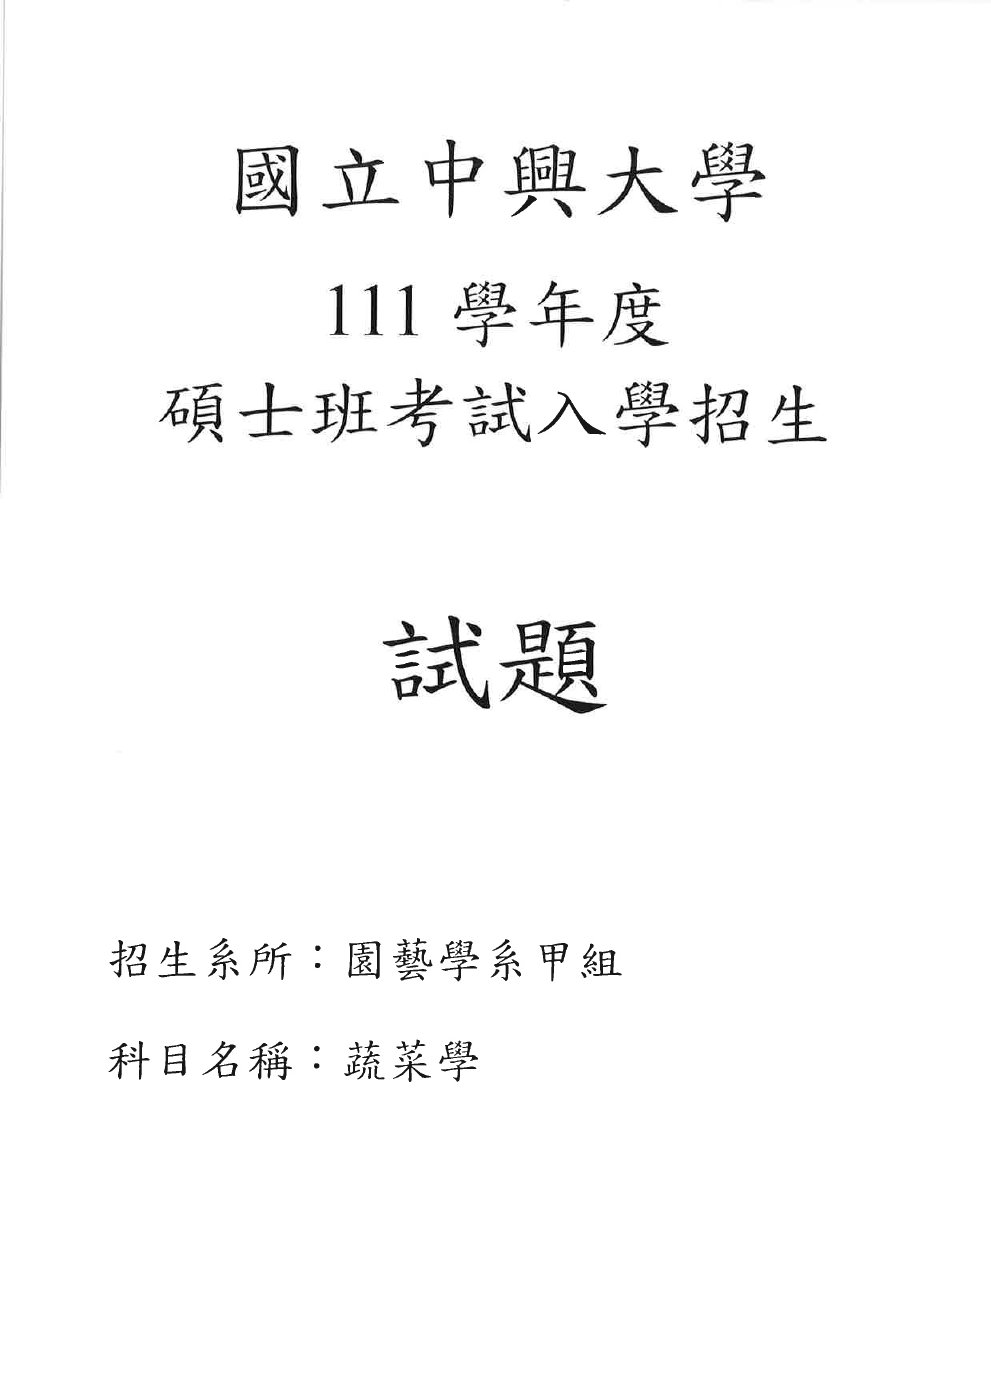 國立中興大學
111 學年度
碩士班考試入學招生
試題
招生系所：園藝學系甲組
科目名稱：蔬菜學